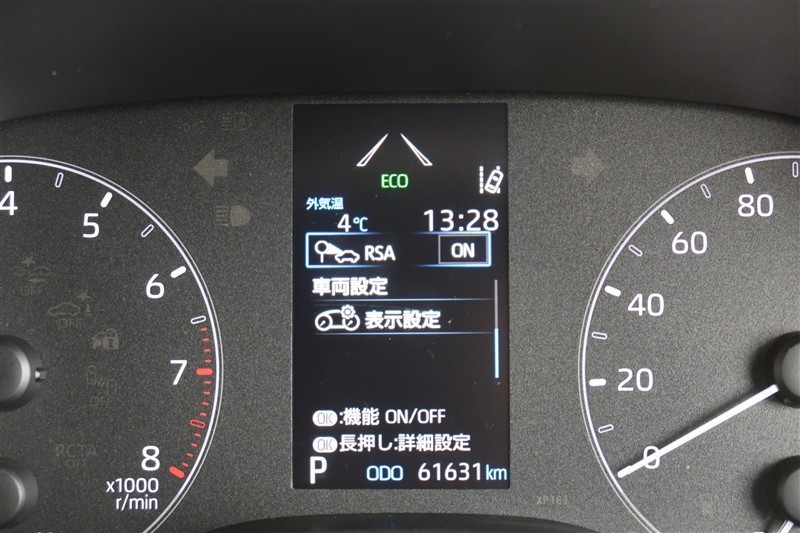 ECO
外気温
4℃ 13:28
RSA ON
車両設定
表示設定
OK:機能 ON/OFF
OK長押し:詳細設定
P ODO 61631km
4
5
6
7
8
x1000
r/min
RCTA
OFF
80
60
40
20
0